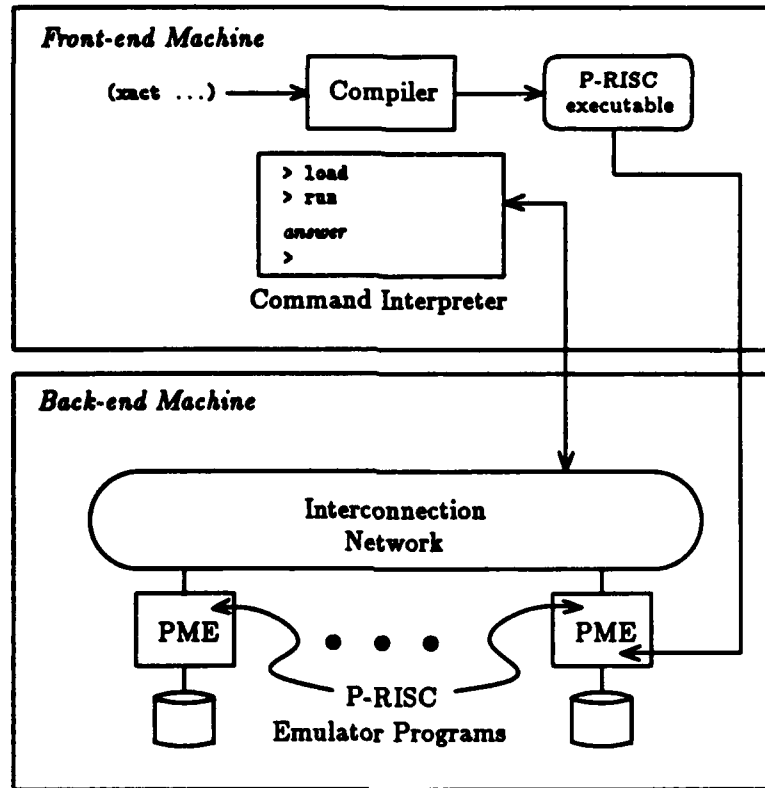 Front-end Machine
(xact ...)
Compiler
P-RISC
executable
> load
> run
answer
>
Command Interpreter
Back-end Machine
Interconnection
Network
PME
PME
P-RISC
Emulator Programs